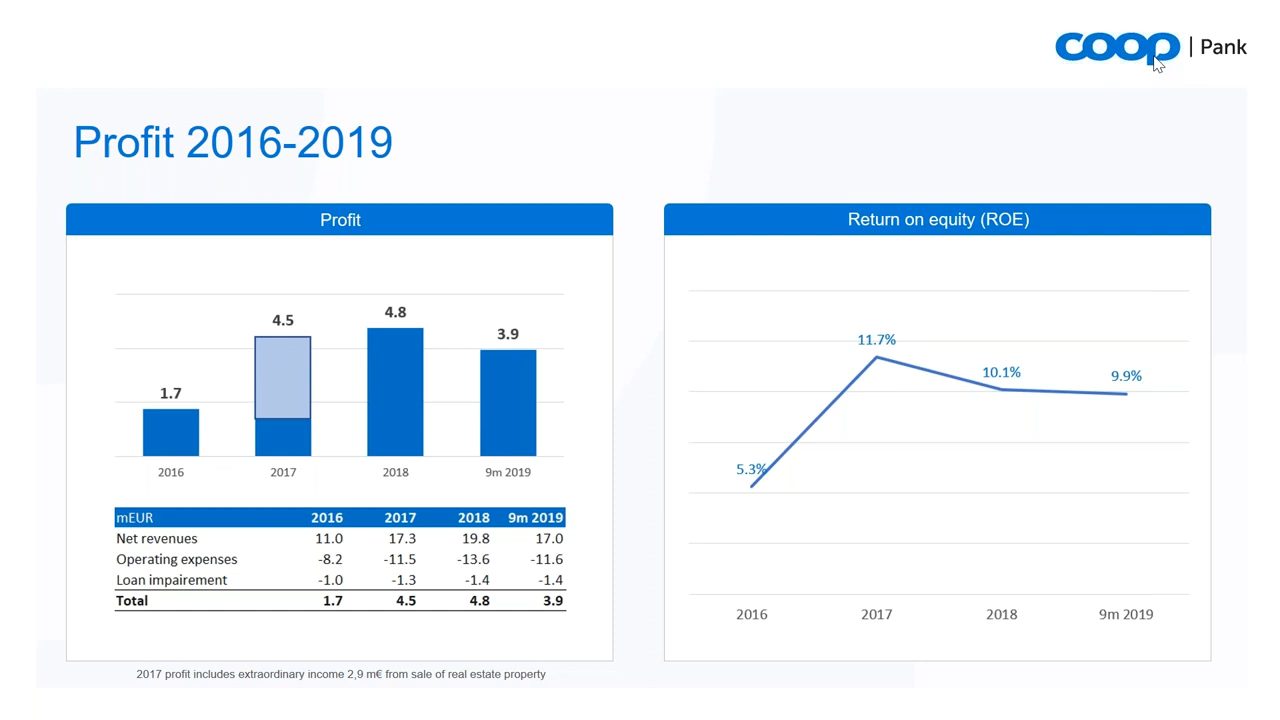 coop | Pank
Profit 2016-2019
Profit
4.5
4.8
3.9
1.7
2016 2017 2018 9m 2019
mEUR 2016 2017 2018 9m 2019
Net revenues 11.0 17.3 19.8 17.0
Operating expenses -8.2 -11.5 -13.6 -11.6
Loan impairement -1.0 -1.3 -1.4 -1.4
Total 1.7 4.5 4.8 3.9
2017 profit includes extraordinary income 2,9 m€ from sale of real estate property
Return on equity (ROE)
11.7%
10.1%
9.9%
5.3%
2016 2017 2018 9m 2019